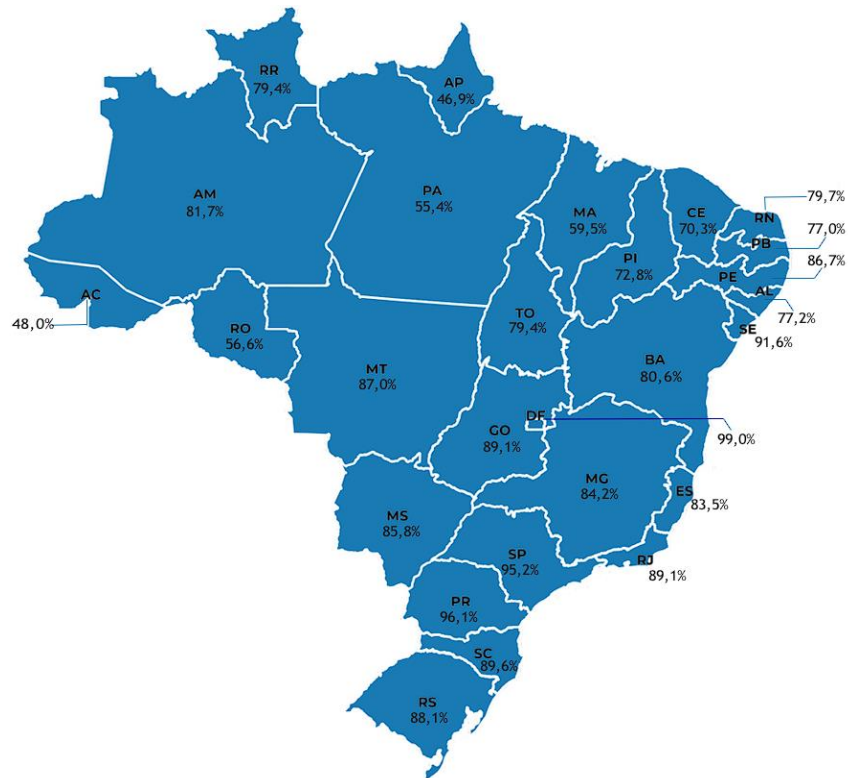 RR
79,4%
AP
46,9%
AM
81,7%
PA
55,4%
MA
59,5%
CE
70,3%
79,7%
RN
77,0%
PB
86,7%
PI
72,8%
PE
AL
77,2%
AC
48,0%
RO
56,6%
TO
79,4%
SE
91,6%
MT
87,0%
BA
80,6%
DF
99,0%
GO
89,1%
MG
84,2%
ES
83,5%
MS
85,8%
SP
95,2%
RJ
89,1%
PR
96,1%
SC
89,6%
RS
88,1%